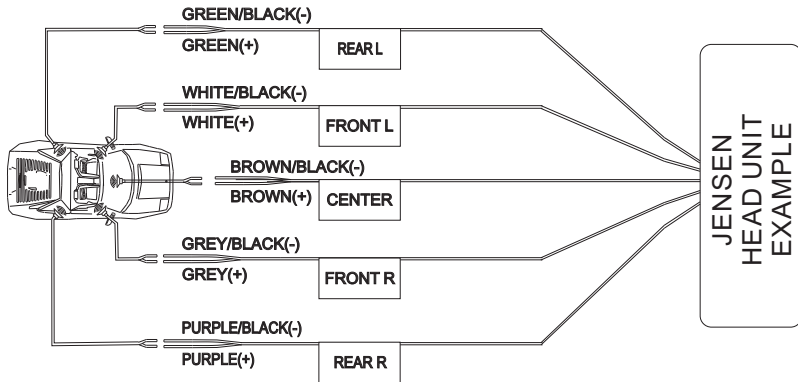 GREEN/BLACK(-)
GREEN(+)
REAR L
WHITE/BLACK(-)
WHITE(+)
FRONT L
BROWN/BLACK(-)
BROWN(+)
CENTER
GREY/BLACK(-)
GREY(+)
FRONT R
PURPLE/BLACK(-)
PURPLE(+)
REAR R
JENSEN
HEAD UNIT
EXAMPLE